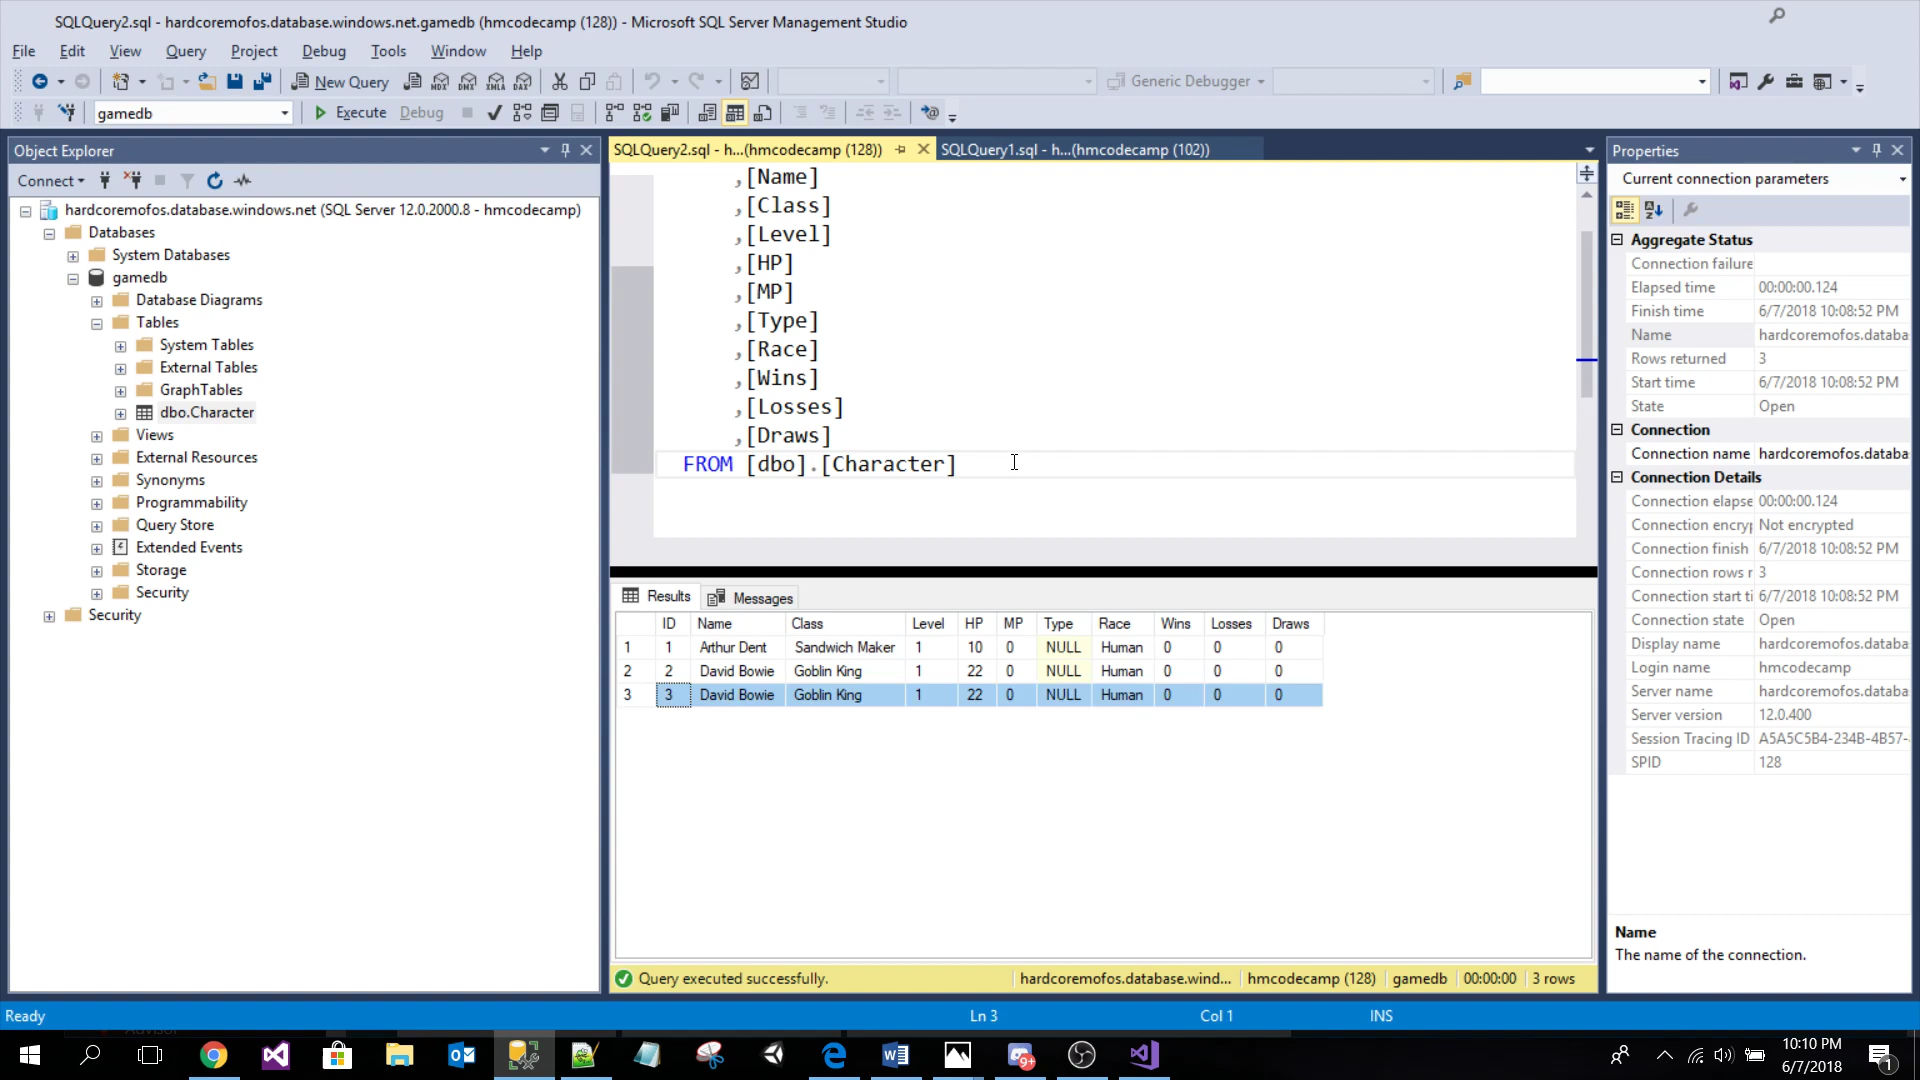 SQLQuery2.sql - hardcoremofos.database.windows.net.gamedb (hmcodecamp (128)) - Microsoft SQL Server Management Studio
File Edit View Query Project Debug Tools Window Help
New Query MDX DMX XMLA DAX Generic Debugger
gamedb Execute Debug
Object Explorer
Connect
hardcoremofos.database.windows.net (SQL Server 12.0.2000.8 - hmcodecamp)
Databases
System Databases
gamedb
Database Diagrams
Tables
System Tables
External Tables
GraphTables
dbo.Character
Views
External Resources
Synonyms
Programmability
Query Store
Extended Events
Storage
Security
Security
SQLQuery2.sql - h...(hmcodecamp (128)) SQLQuery1.sql - h...(hmcodecamp (102))
,[Name]
,[Class]
,[Level]
,[HP]
,[MP]
,[Type]
,[Race]
,[Wins]
,[Losses]
,[Draws]
FROM [dbo].[Character]
Results Messages
ID Name Class Level HP MP Type Race Wins Losses Draws
1 1 Arthur Dent Sandwich Maker 1 10 0 NULL Human 0 0 0
2 2 David Bowie Goblin King 1 22 0 NULL Human 0 0 0
3 3 David Bowie Goblin King 1 22 0 NULL Human 0 0 0
Query executed successfully. hardcoremofos.database.wind... hmcodecamp (128) gamedb 00:00:00 3 rows
Properties
Current connection parameters
Aggregate Status
Connection failure
Elapsed time 00:00:00.124
Finish time 6/7/2018 10:08:52 PM
Name hardcoremofos.databa
Rows returned 3
Start time 6/7/2018 10:08:52 PM
State Open
Connection
Connection name hardcoremofos.databa
Connection Details
Connection elapse 00:00:00.124
Connection encryp Not encrypted
Connection finish 6/7/2018 10:08:52 PM
Connection rows r 3
Connection start ti 6/7/2018 10:08:52 PM
Connection state Open
Display name hardcoremofos.databa
Login name hmcodecamp
Server name hardcoremofos.databa
Server version 12.0.400
Session Tracing ID A5A5C5B4-234B-4B57-
SPID 128
Name
The name of the connection.
Ready Ln 3 Col 1 INS
9+
10:10 PM
6/7/2018
1